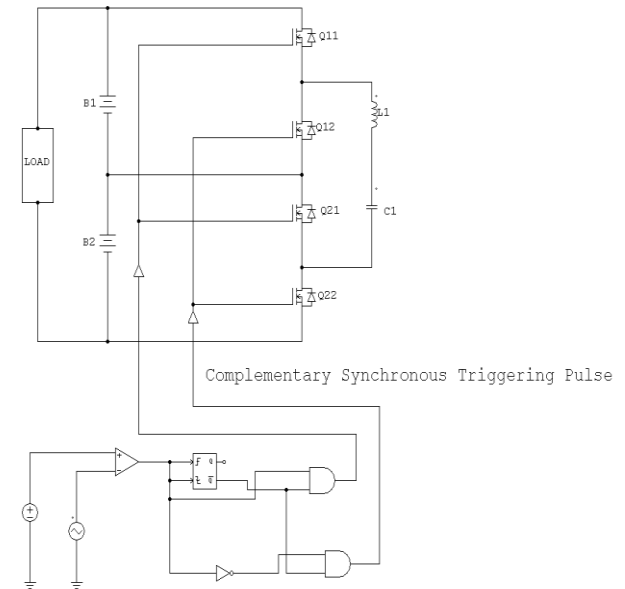 Q11
B1
L1
Q12
LOAD
Q21
C1
B2
Q22
Complementary Synchronous Triggering Pulse